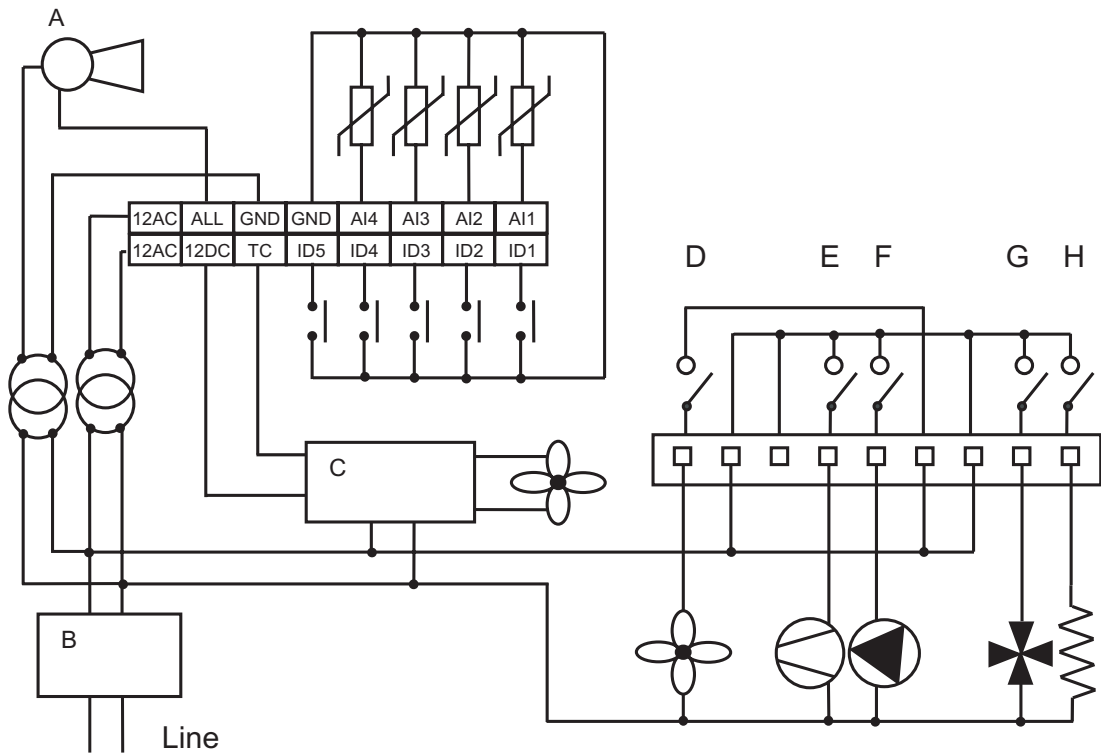 A
12AC ALL GND GND AI4 AI3 AI2 AI1
12AC 12DC TC ID5 ID4 ID3 ID2 ID1
D E F G H
C
B
Line